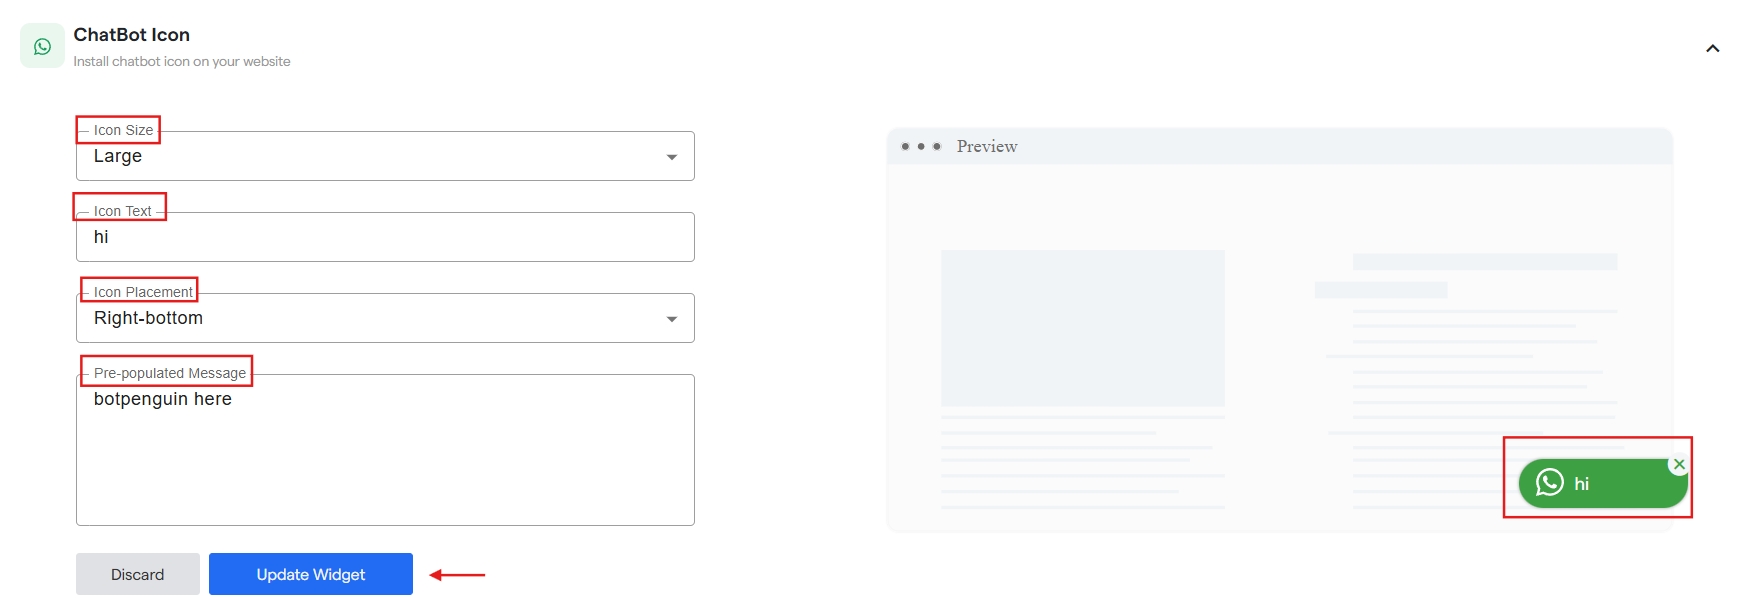 ChatBot Icon
Install chatbot icon on your website
Icon Size
Large
Icon Text
hi
Icon Placement
Right-bottom
Pre-populated Message
botpenguin here
Discard
Update Widget
Preview
hi